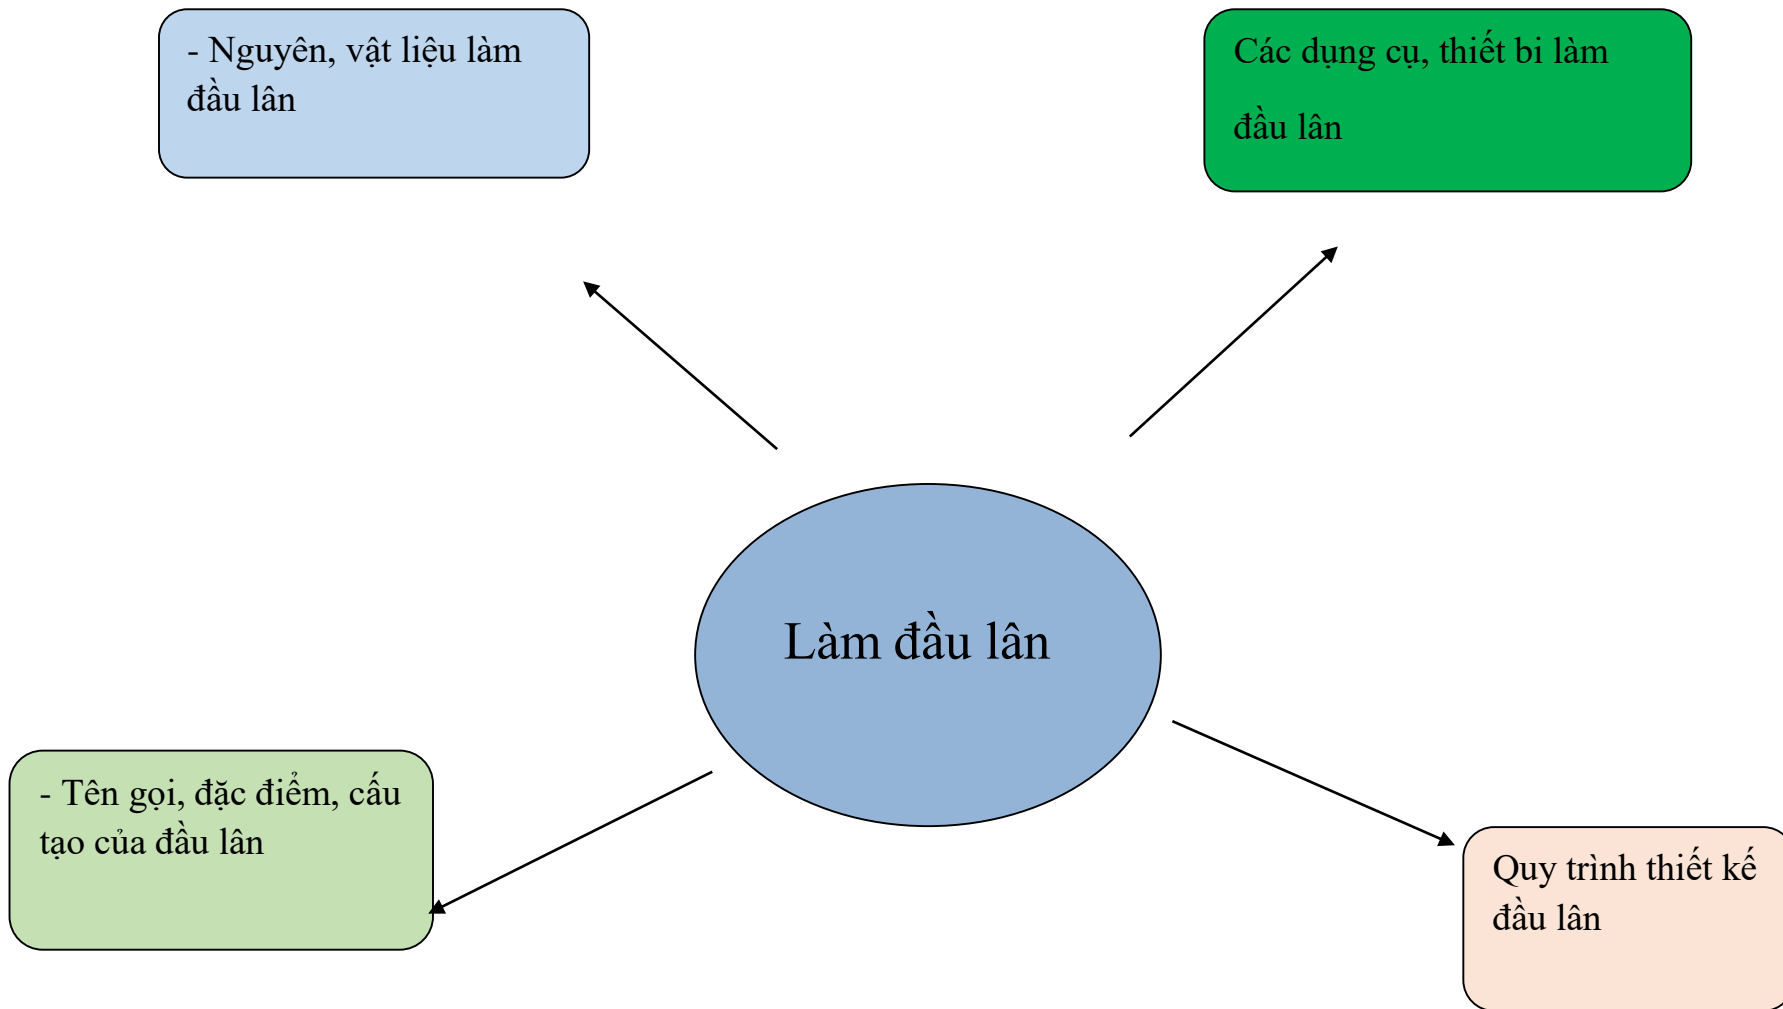 - Nguyên, vật liệu làm
đầu lân
Các dụng cụ, thiết bi làm
đầu lân
Làm đầu lân
- Tên gọi, đặc điểm, cấu
tạo của đầu lân
Quy trình thiết kế
đầu lân